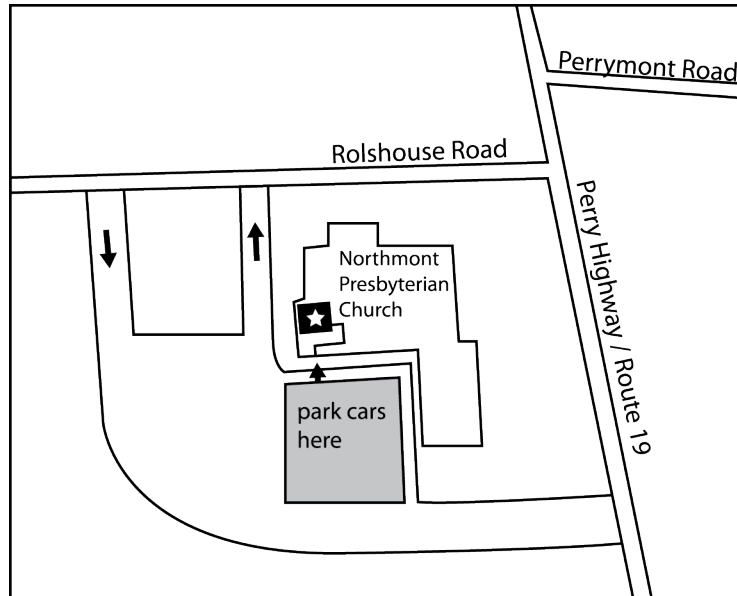 Perrymont Road
Rolshouse Road
Perry Highway / Route 19
Northmont
Presbyterian
Church
park cars
here